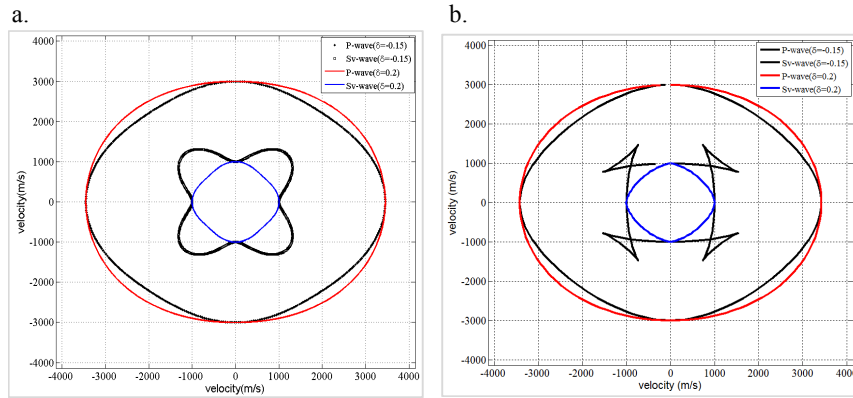 a.
4000
3000
2000
1000
0
-1000
-2000
-3000
-4000
velocity(m/s)
-4000 -3000 -2000 -1000 0 1000 2000 3000 4000
velocity(m/s)
P-wave(δ=-0.15)
Sv-wave(δ=-0.15)
P-wave(δ=0.2)
Sv-wave(δ=0.2)
b.
4000
3000
2000
1000
0
-1000
-2000
-3000
-4000
velocity(m/s)
-4000 -3000 -2000 -1000 0 1000 2000 3000 4000
velocity (m/s)
P-wave(δ=-0.15)
Sv-wave(δ=-0.15)
P-wave(δ=0.2)
Sv-wave(δ=0.2)